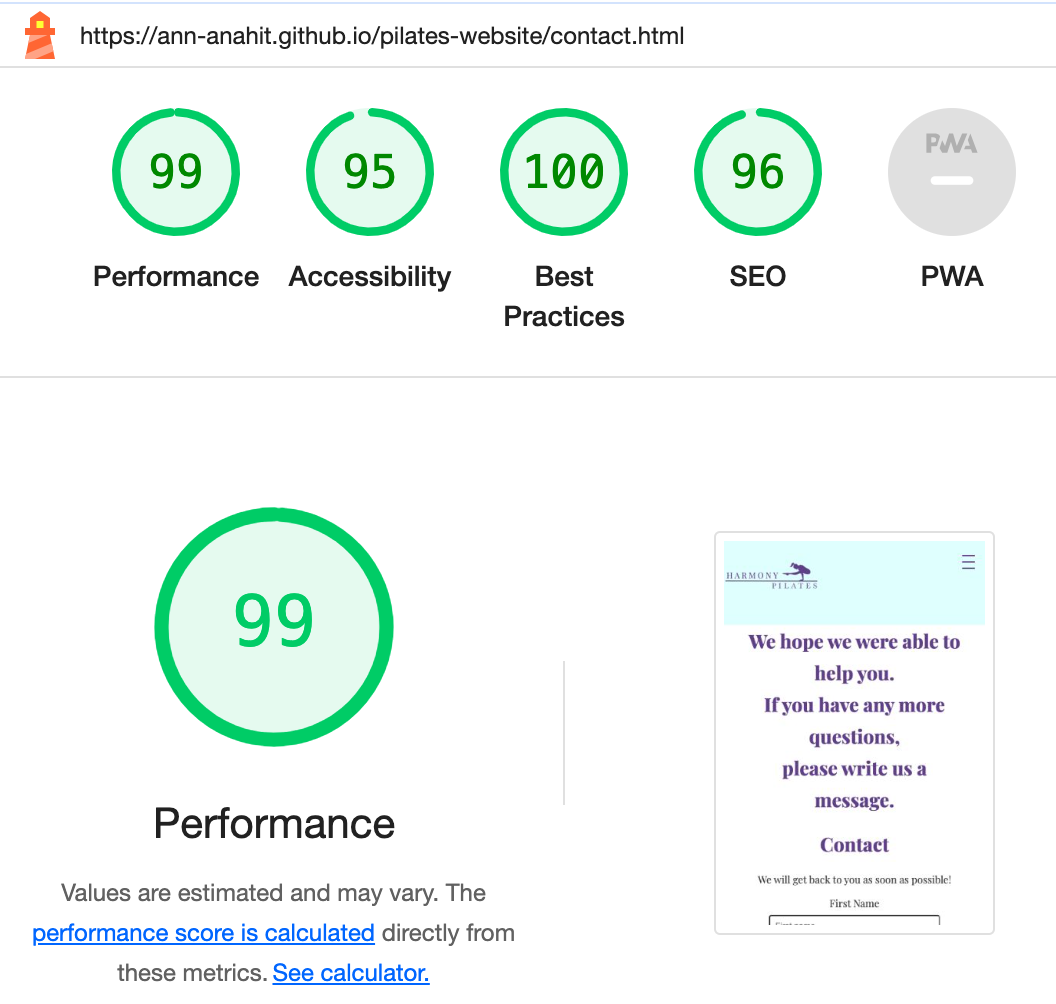 https://ann-anahit.github.io/pilates-website/contact.html
99
95
100
96
PWA
Performance
Accessibility
Best
Practices
SEO
PWA
99
Performance
Values are estimated and may vary. The
performance score is calculated directly from
these metrics. See calculator.
HARMONY
PILATES
We hope we were able to
help you.
If you have any more
questions,
please write us a
message.
Contact
We will get back to you as soon as possible!
First Name